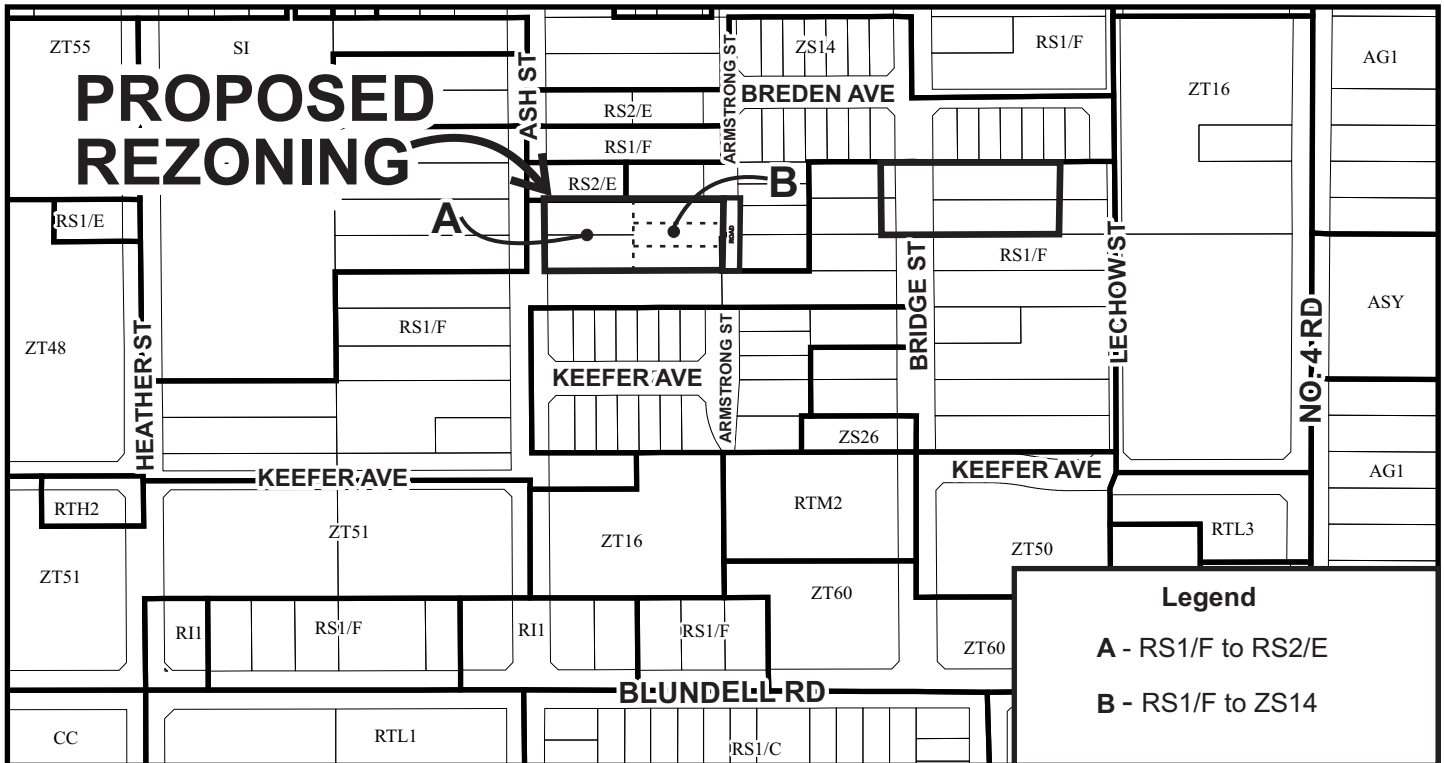 ZT55
SI
ASH ST
ARMSTRONG ST
ZS14
RS1/F
AG1
ZT16
PROPOSED
REZONING
BREDEN AVE
RS2/E
RS1/F
RS2/E
B
A
ROAD
RS1/E
RS1/F
BRIDGE ST
LECHOW ST
NO. 4 RD
ASY
HEATHER ST
RS1/F
ZT48
KEEFER AVE
ARMSTRONG ST
ZS26
KEEFER AVE
KEEFER AVE
AG1
RTH2
ZT51
RTM2
ZT16
ZT50
RTL3
ZT51
ZT60
RI1
RS1/F
RI1
RS1/F
ZT60
BLUNDELL RD
CC
RTL1
RS1/C
Legend
A - RS1/F to RS2/E
B - RS1/F to ZS14